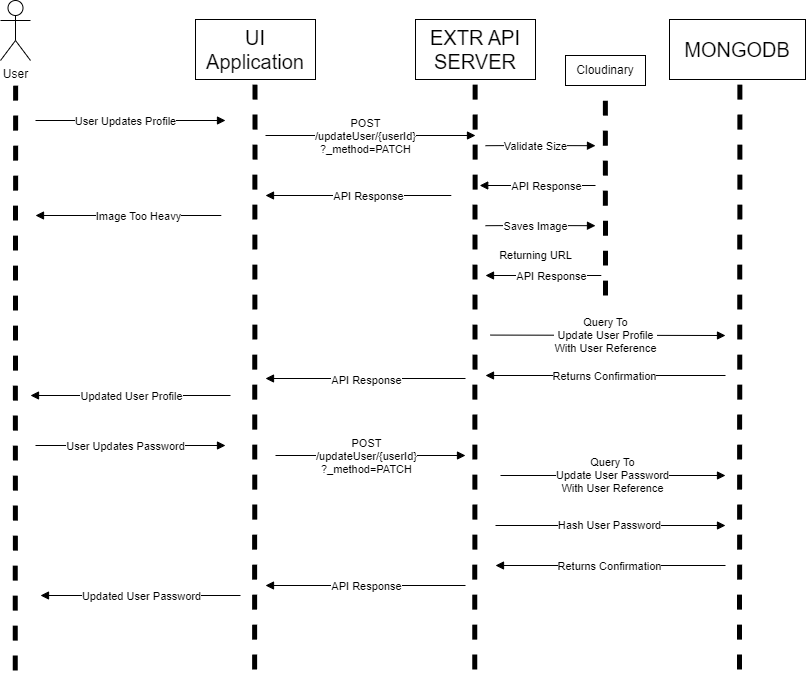 User
UI
Application
EXTR API
SERVER
Cloudinary
MONGODB
User Updates Profile
POST
/updateUser/{userId}
?_method=PATCH
Validate Size
API Response
API Response
Image Too Heavy
Saves Image
Returning URL
API Response
Query To
Update User Profile
With User Reference
Returns Confirmation
API Response
Updated User Profile
User Updates Password
POST
/updateUser/{userId}
?_method=PATCH
Query To
Update User Password
With User Reference
Hash User Password
Returns Confirmation
API Response
Updated User Password